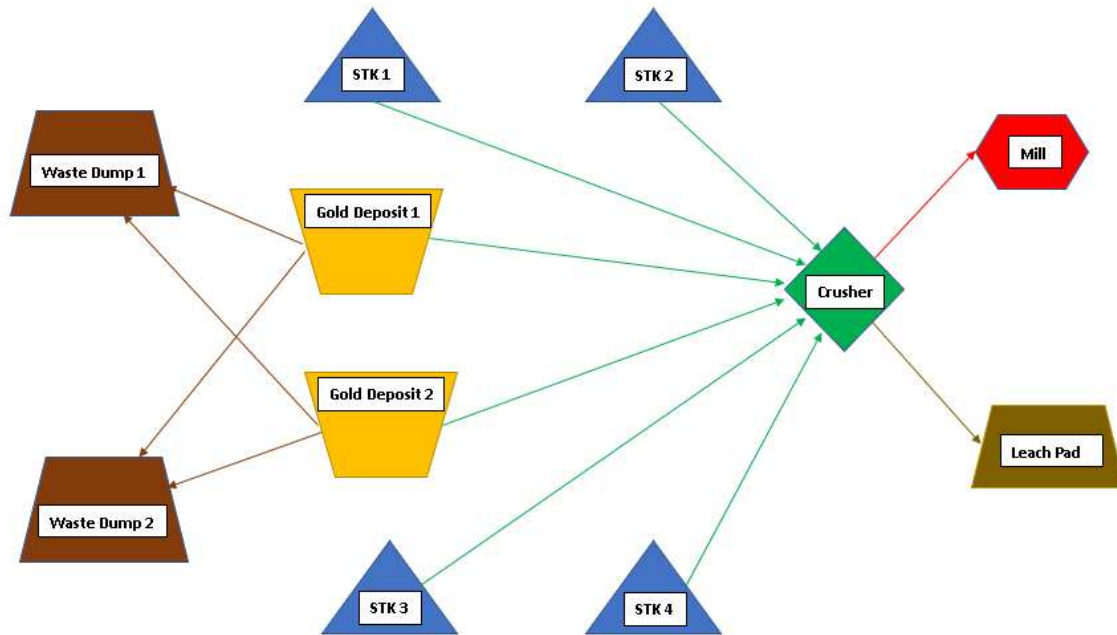 STK 1
STK 2
Waste Dump 1
Mill
Gold Deposit 1
Crusher
Gold Deposit 2
Leach Pad
Waste Dump 2
STK 3
STK 4